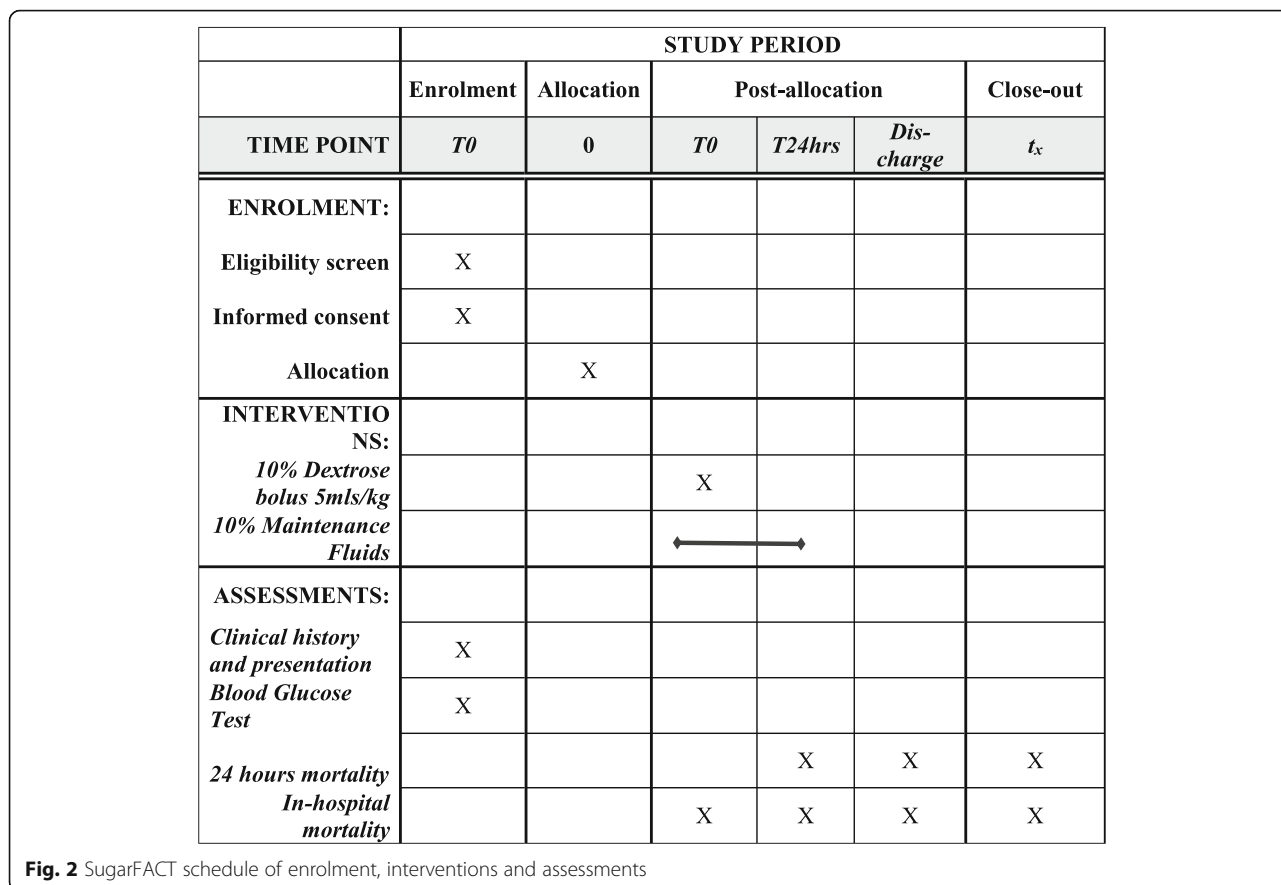 STUDY PERIOD
Enrolment Allocation Post-allocation Close-out
TIME POINT T0 0 T0 T24hrs Dis-
charge tx
ENROLMENT:
Eligibility screen X
Informed consent X
Allocation X
INTERVENTIO
NS:
10% Dextrose
bolus 5mls/kg X
10% Maintenance
Fluids
ASSESSMENTS:
Clinical history
and presentation X
Blood Glucose
Test X
24 hours mortality X X X
In-hospital
mortality X X X X
Fig. 2 SugarFACT schedule of enrolment, interventions and assessments